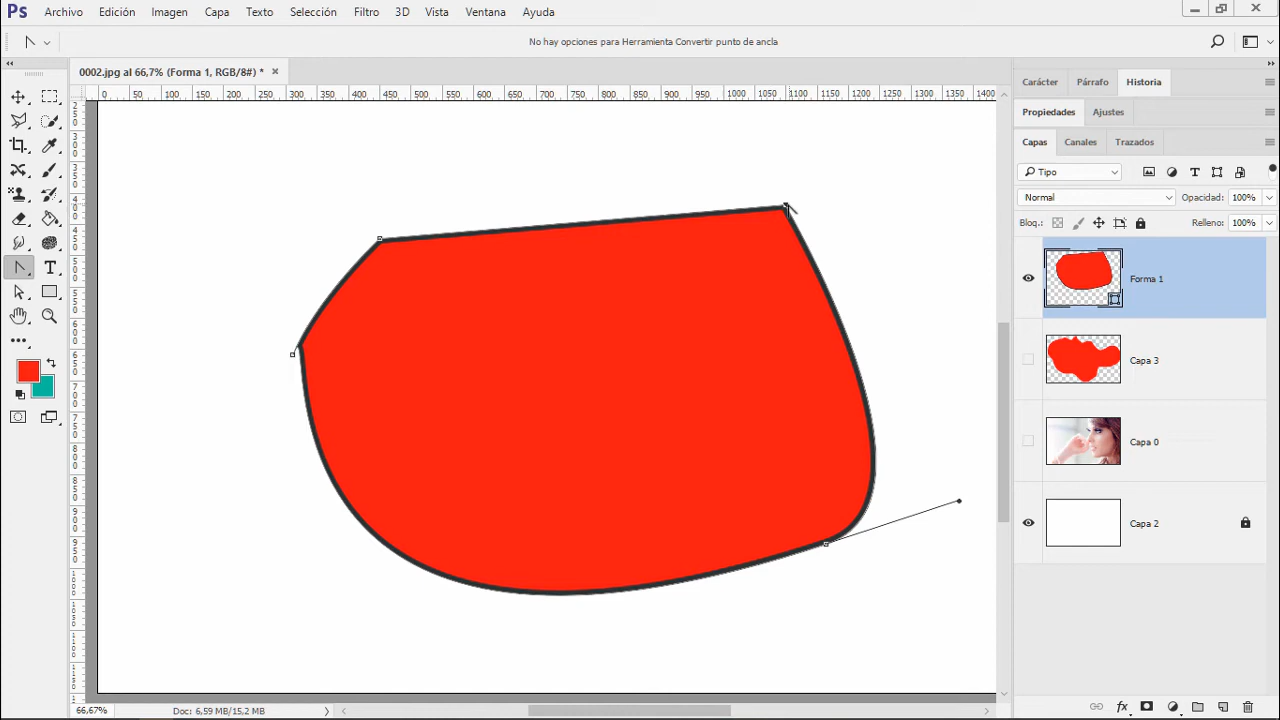 Ps Archivo Edición Imagen Capa Texto Selección Filtro 3D Vista Ventana Ayuda
No hay opciones para Herramienta Convertir punto de ancla
0002.jpg al 66,7% (Forma 1, RGB/8#) *
0 50 100 150 200 250 300 350 400 450 500 550 600 650 700 750 800 850 900 950 1000 1050 1100 1150 1200 1250 1300 1350 1400
Carácter Párrafo Historia
Propiedades Ajustes
Capas Canales Trazados
Tipo
Normal Opacidad: 100%
Bloq.: Relleno: 100%
Forma 1
Capa 3
Capa 0
Capa 2
66,67% Doc: 6,59 MB/15,2 MB